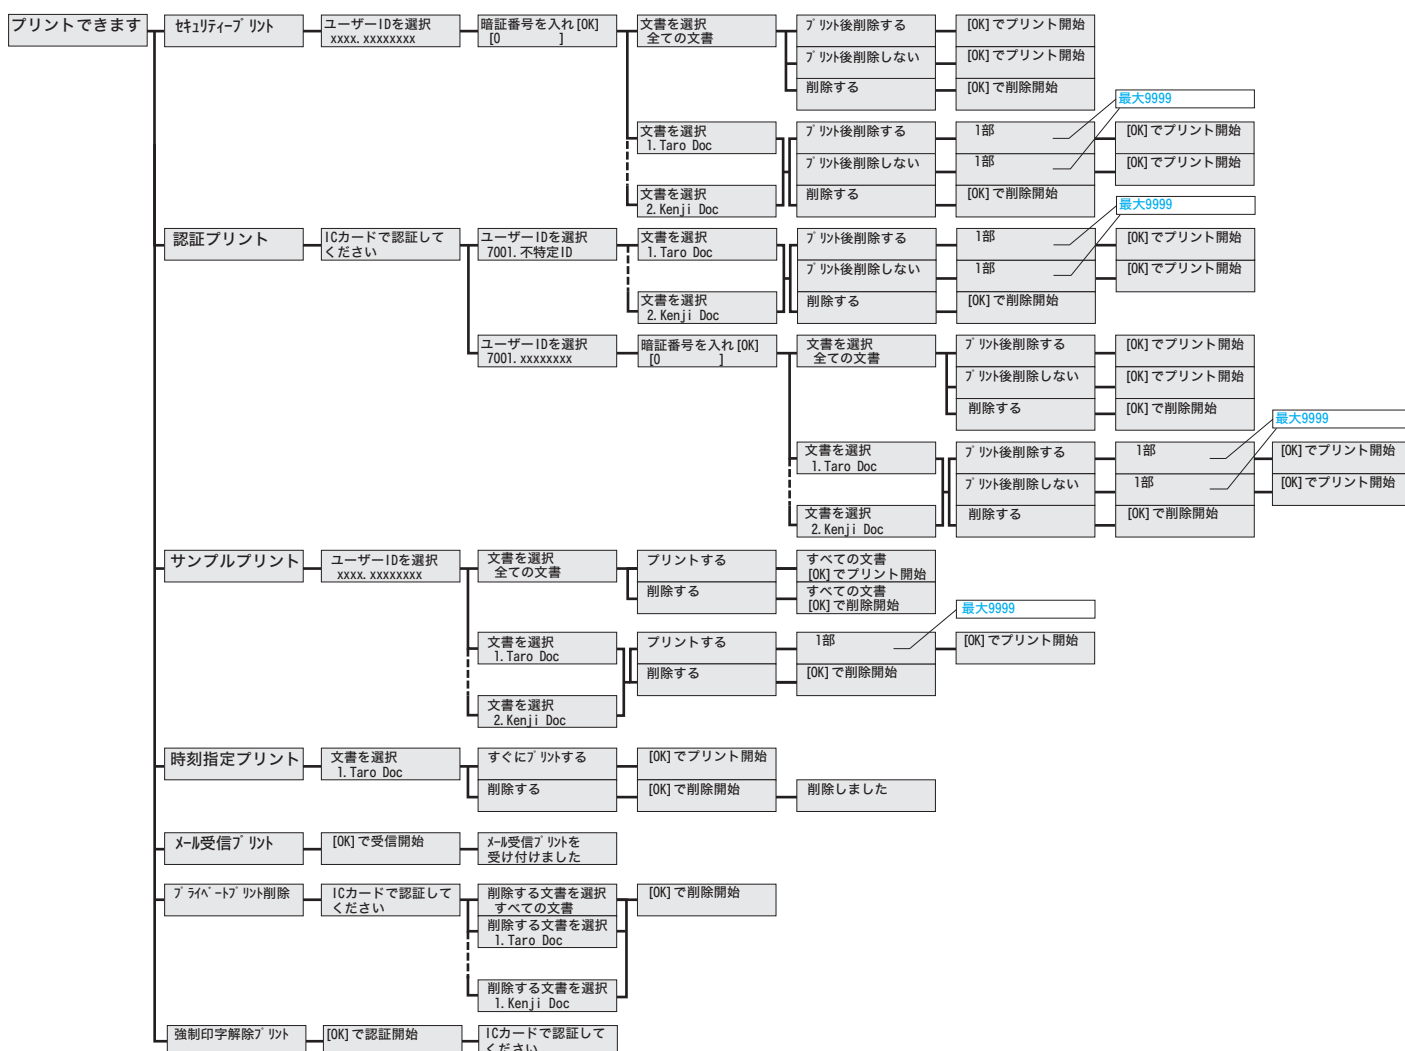 プリントできます
セキュリティープリント
ユーザーIDを選択
xxxx. xxxxxxxx
暗証番号を入れ[OK]
[0 ]
文書を選択
全ての文書
プリント後削除する
[OK]でプリント開始
プリント後削除しない
[OK]でプリント開始
削除する
[OK]で削除開始
最大9999
文書を選択
1. Taro Doc
プリント後削除する
1部
[OK]でプリント開始
プリント後削除しない
1部
[OK]でプリント開始
文書を選択
2. Kenji Doc
削除する
[OK]で削除開始
最大9999
認証プリント
ICカードで認証して
ください
ユーザーIDを選択
7001. 不特定ID
文書を選択
1. Taro Doc
プリント後削除する
1部
[OK]でプリント開始
プリント後削除しない
1部
[OK]でプリント開始
文書を選択
2. Kenji Doc
削除する
[OK]で削除開始
ユーザーIDを選択
7001. xxxxxxxx
暗証番号を入れ[OK]
[0 ]
文書を選択
全ての文書
プリント後削除する
[OK]でプリント開始
プリント後削除しない
[OK]でプリント開始
削除する
[OK]で削除開始
最大9999
文書を選択
1. Taro Doc
プリント後削除する
1部
[OK]でプリント開始
プリント後削除しない
1部
[OK]でプリント開始
文書を選択
2. Kenji Doc
削除する
[OK]で削除開始
サンプルプリント
ユーザーIDを選択
xxxx. xxxxxxxx
文書を選択
全ての文書
プリントする
すべての文書
[OK]でプリント開始
削除する
すべての文書
[OK]で削除開始
最大9999
文書を選択
1. Taro Doc
プリントする
1部
[OK]でプリント開始
削除する
[OK]で削除開始
文書を選択
2. Kenji Doc
時刻指定プリント
文書を選択
1. Taro Doc
すぐにプリントする
[OK]でプリント開始
削除する
[OK]で削除開始
削除しました
メール受信プリント
[OK]で受信開始
メール受信プリントを
受け付けました
プライベートプリント削除
ICカードで認証して
ください
削除する文書を選択
すべての文書
[OK]で削除開始
削除する文書を選択
1. Taro Doc
削除する文書を選択
1. Kenji Doc
強制印字解除プリント
[OK]で認証開始
ICカードで認証して
ください